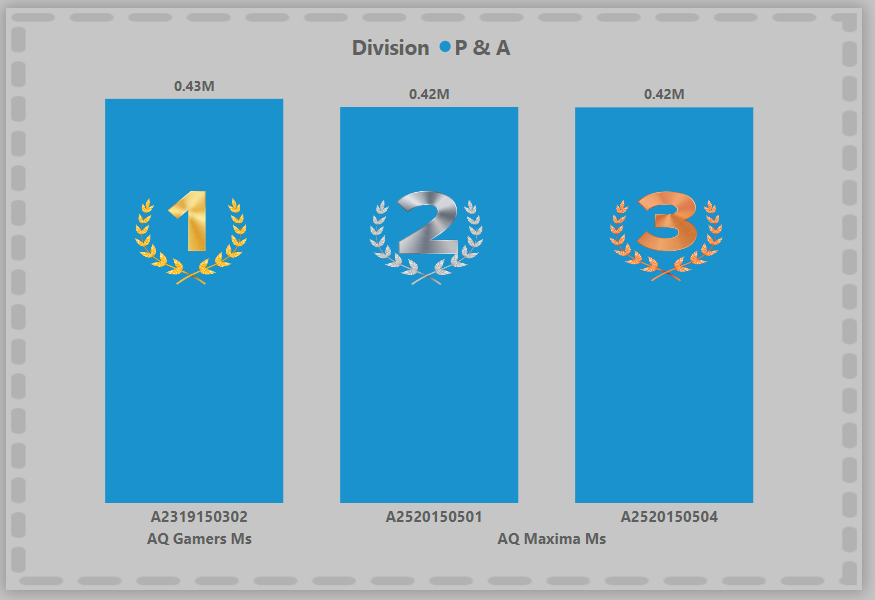 Division P & A
0.43M
0.42M
0.42M
1
2
3
A2319150302
A2520150501
A2520150504
AQ Gamers Ms
AQ Maxima Ms